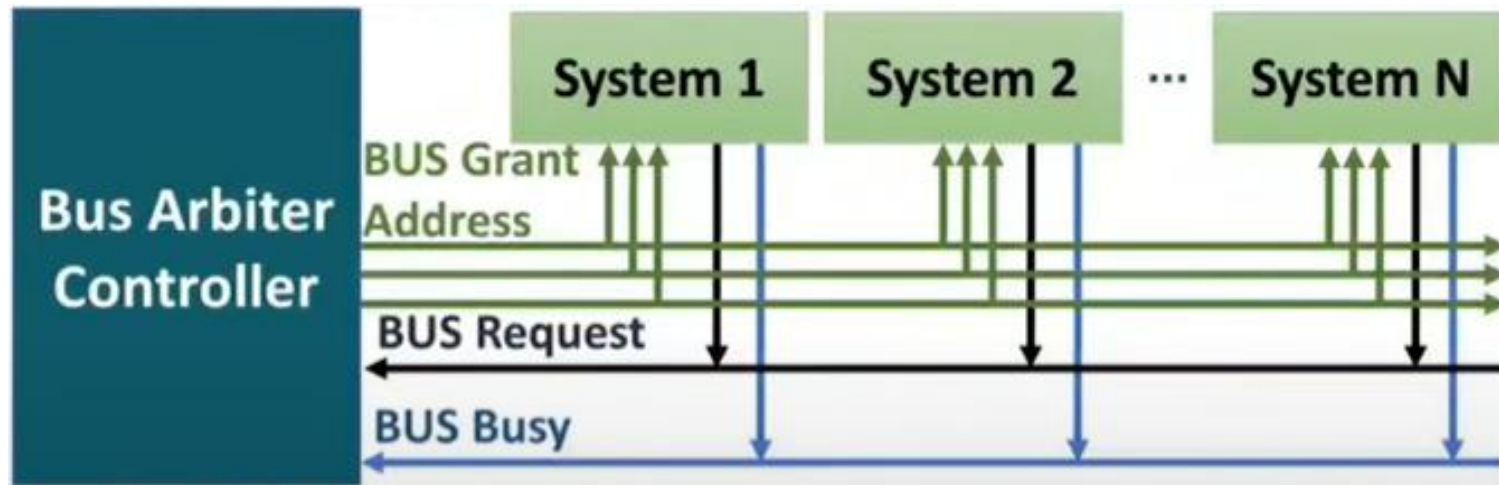 Bus Arbiter
Controller
System 1
System 2
...
System N
BUS Grant
Address
BUS Request
BUS Busy